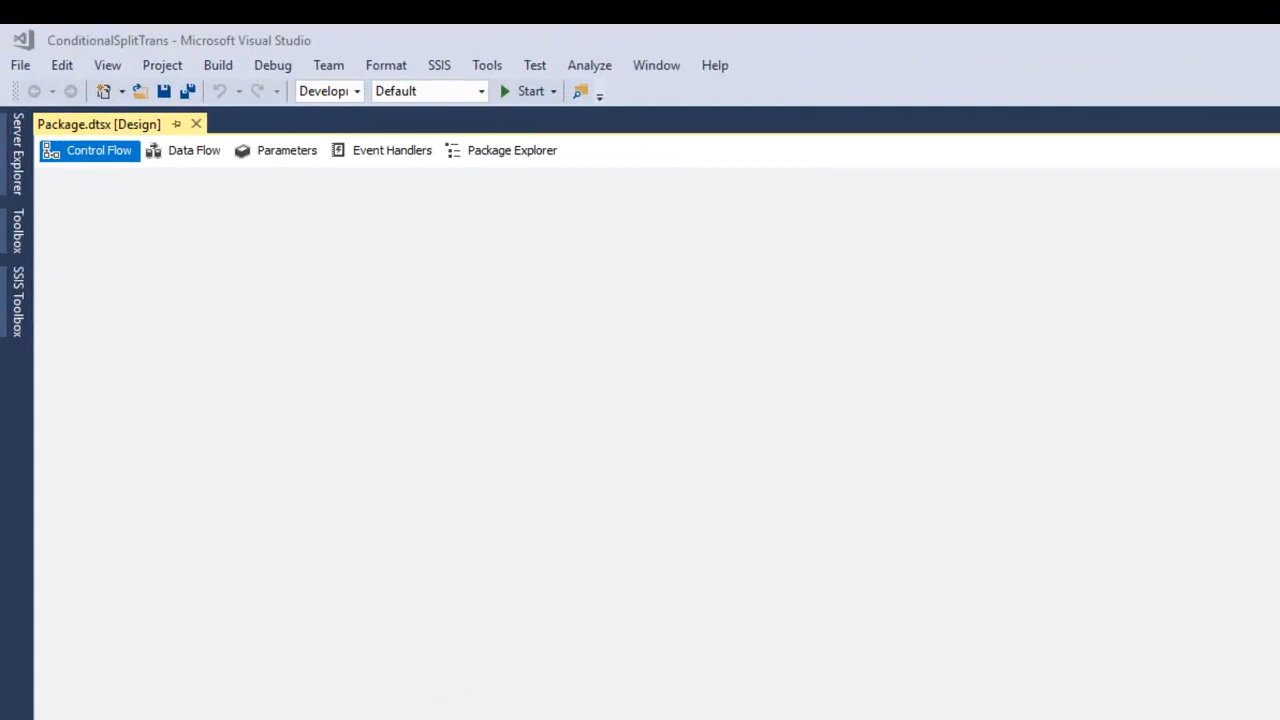 ConditionalSplitTrans - Microsoft Visual Studio
File Edit View Project Build Debug Team Format SSIS Tools Test Analyze Window Help
Develop Default Start
Package.dtsx [Design]
Control Flow Data Flow Parameters Event Handlers Package Explorer
Server Explorer
Toolbox
SSIS Toolbox